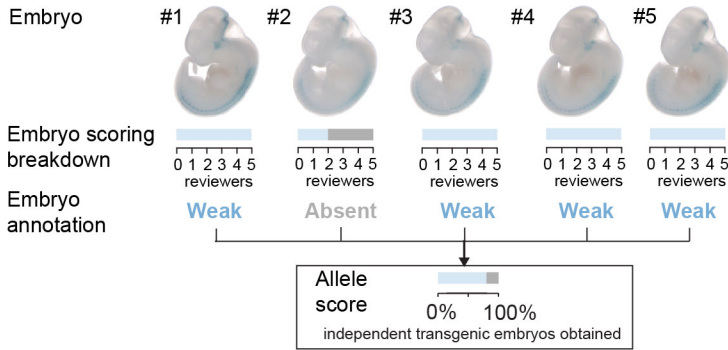 Embryo #1 #2 #3 #4 #5
Embryo scoring
breakdown
0 1 2 3 4 5 0 1 2 3 4 5 0 1 2 3 4 5 0 1 2 3 4 5 0 1 2 3 4 5
reviewers reviewers reviewers reviewers reviewers
Embryo
annotation
Weak Absent Weak Weak Weak
Allele
score
0% 100%
independent transgenic embryos obtained